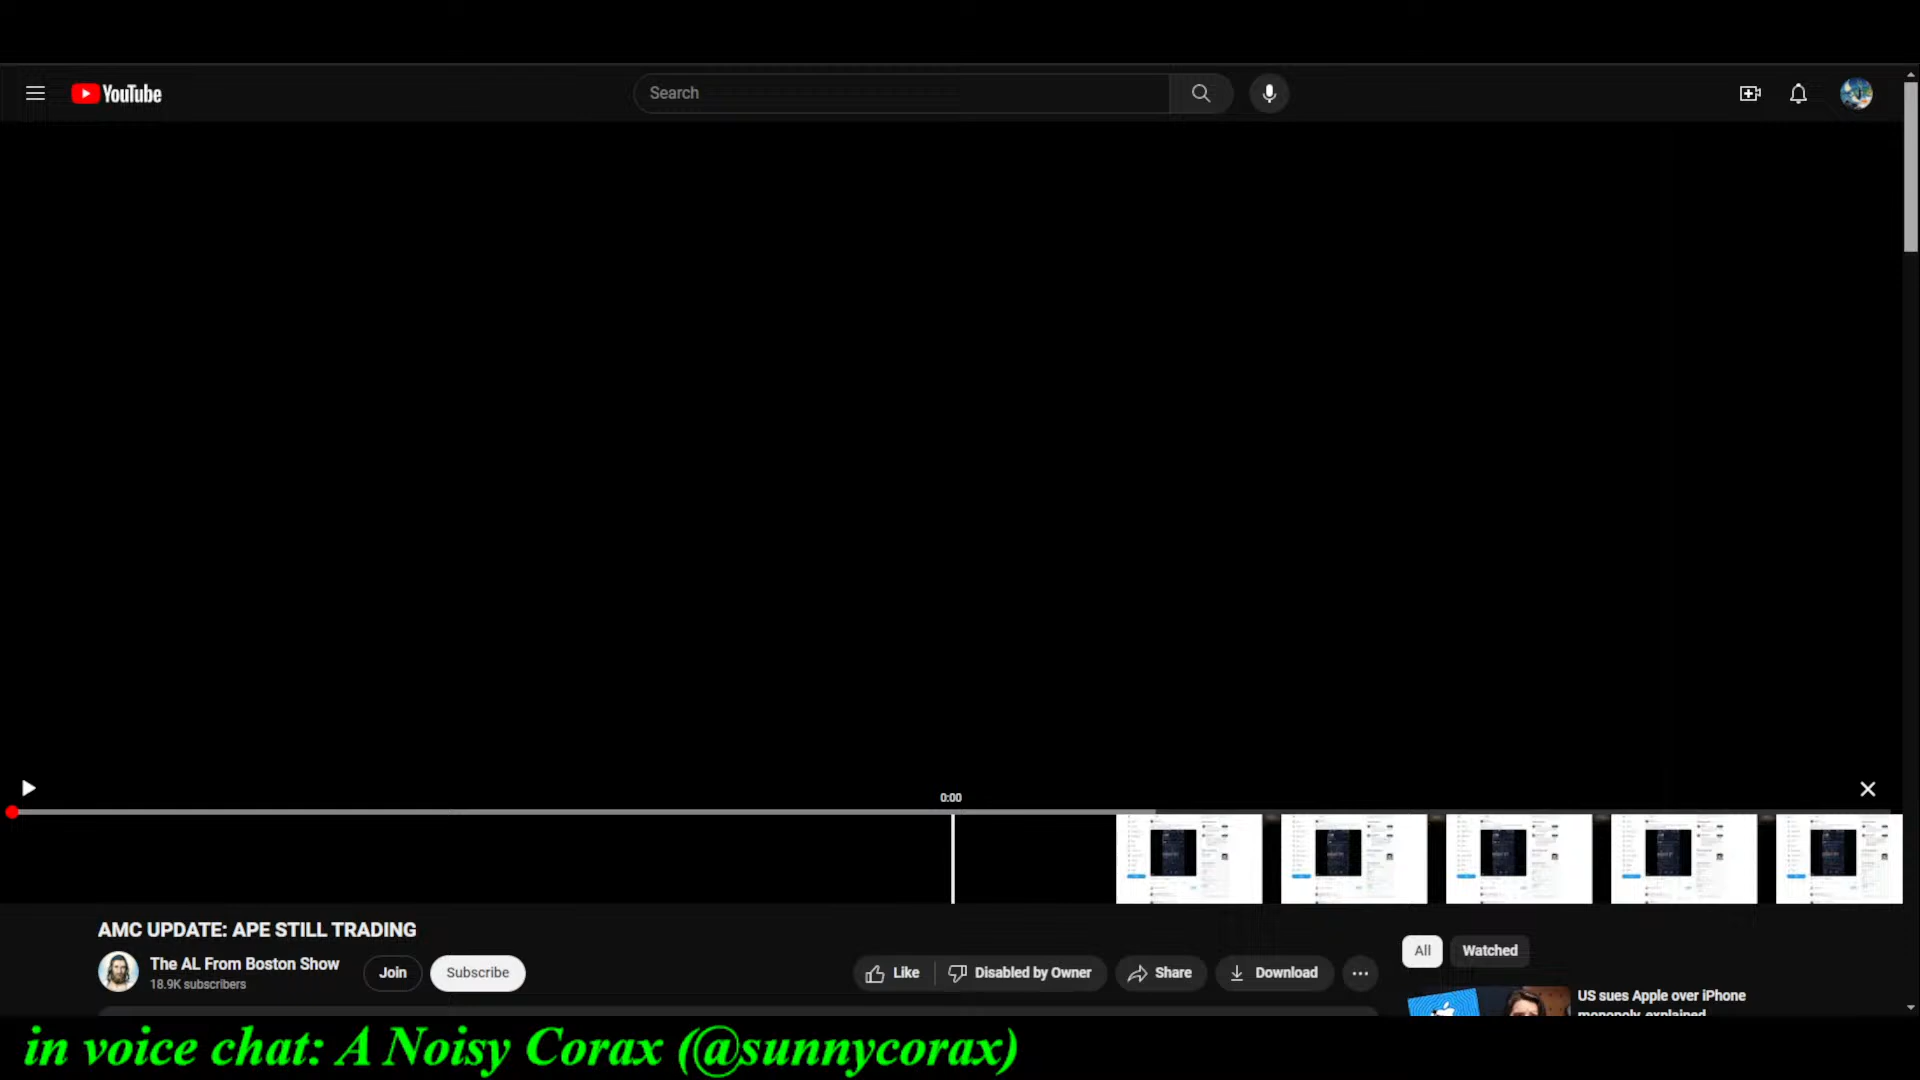 YouTube
Search
0:00
AMC UPDATE: APE STILL TRADING
The AL From Boston Show
18.9K subscribers
Join
Subscribe
Like
Disabled by Owner
Share
Download
All
Watched
US sues Apple over iPhone
monopoly, explained
in voice chat: A Noisy Corax (@sunnycorax)